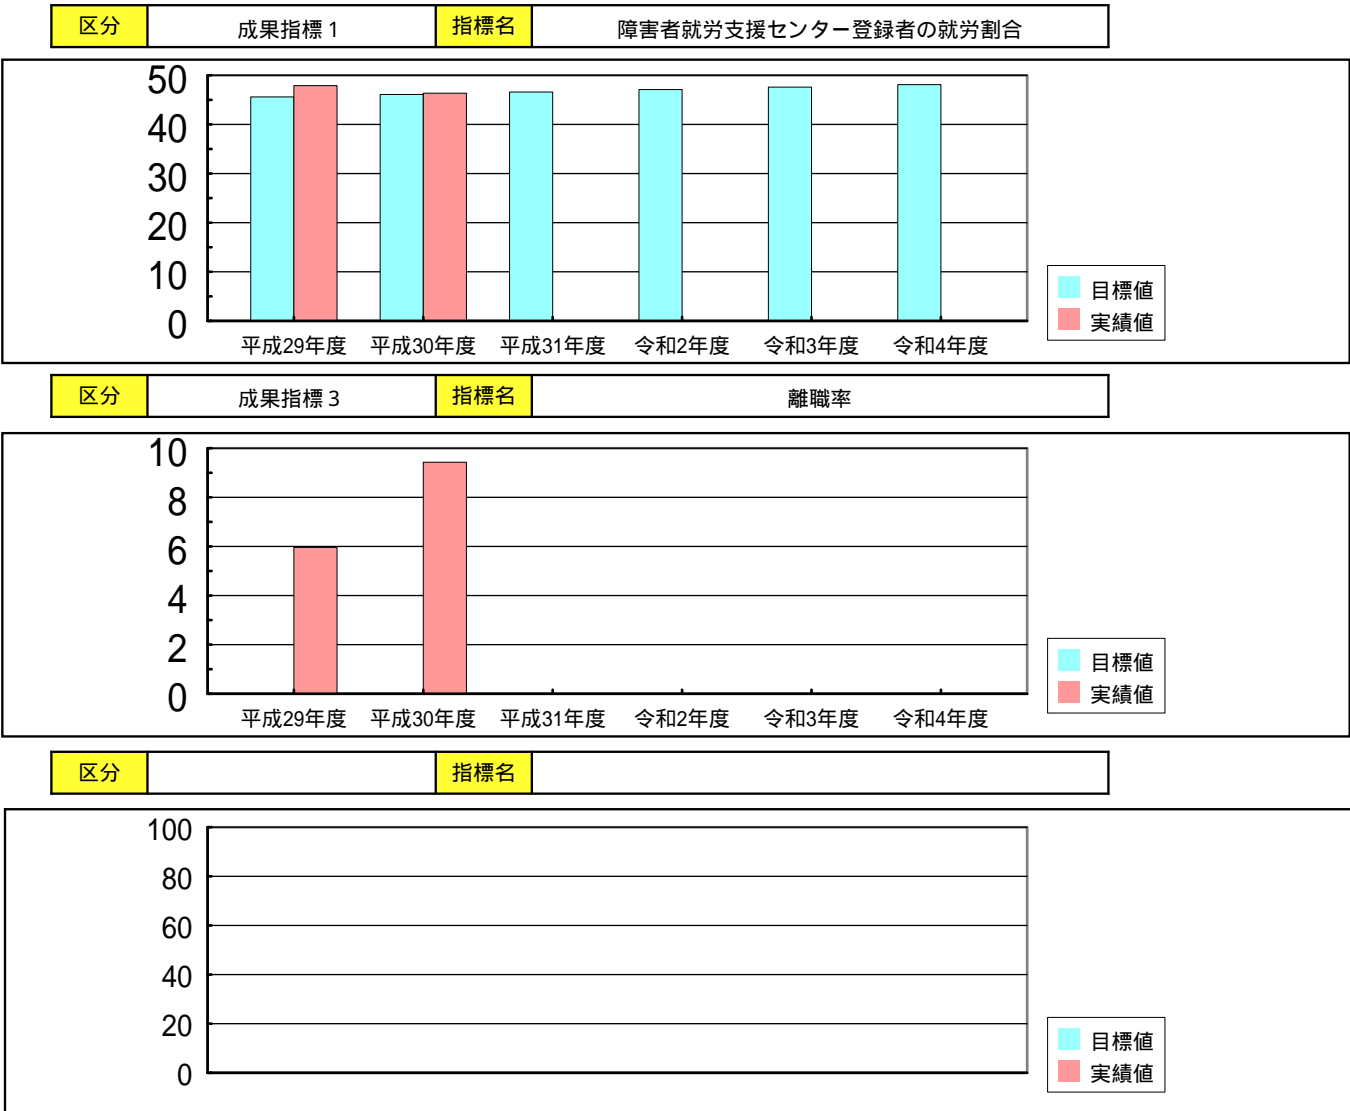 区分 成果指標１ 指標名 障害者就労支援センター登録者の就労割合
50
40
30
20
10
0
平成29年度 平成30年度 平成31年度 令和2年度 令和3年度 令和4年度
目標値
実績値
区分 成果指標３ 指標名 離職率
10
8
6
4
2
0
平成29年度 平成30年度 平成31年度 令和2年度 令和3年度 令和4年度
目標値
実績値
区分 指標名
100
80
60
40
20
0
目標値
実績値